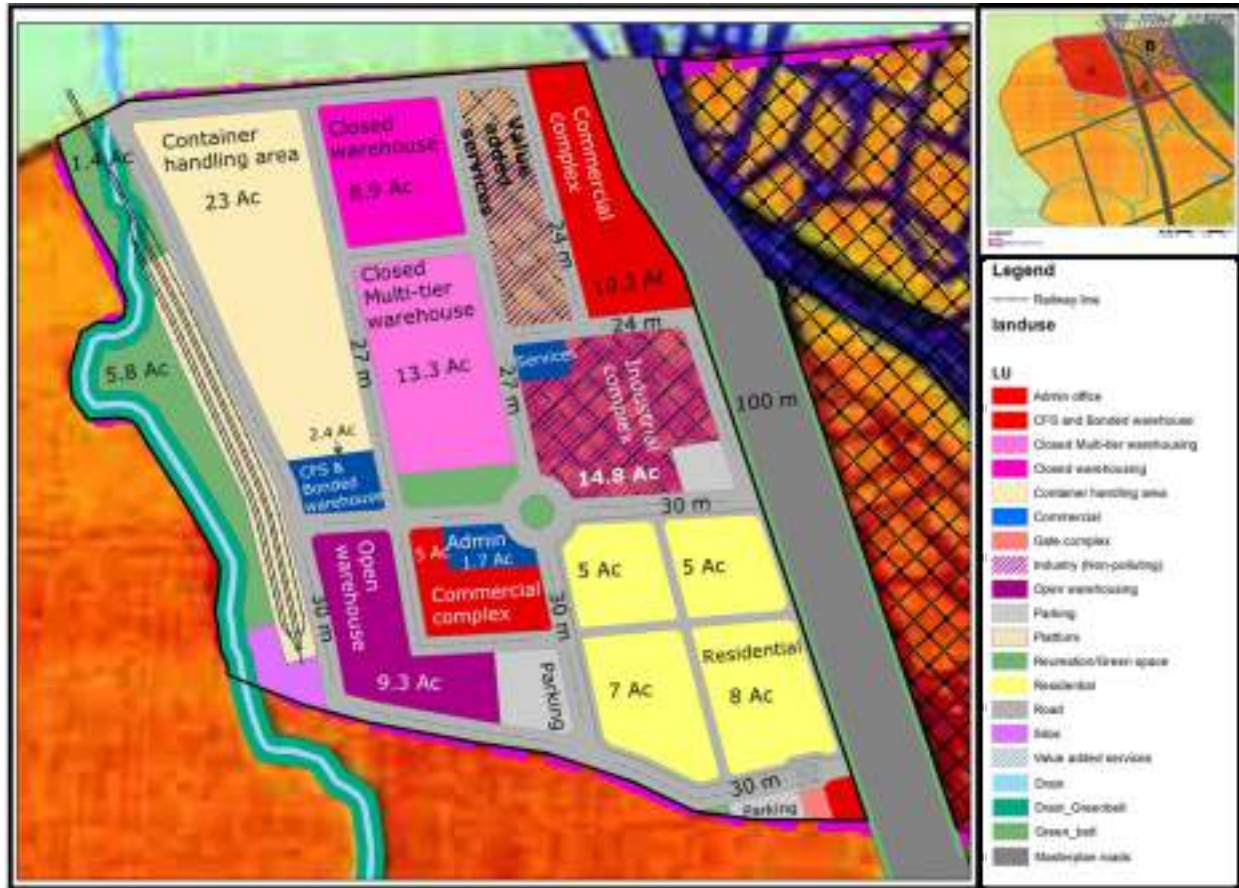 1.4 Ac
Container
handling area
23 Ac
Closed
warehouse
8.9 Ac
Value
added
services
Commercial
complex
24 m
10.3 Ac
Closed
Multi-tier
warehouse
13.3 Ac
27 m
24 m
5.8 Ac
Services
27 m
Industrial
complex
14.8 Ac
100 m
2.4 Ac
CFS &
Bonded
warehouse
30 m
Open
warehouse
9.3 Ac
30 m
5 Ac
Admin
1.7 Ac
Commercial
complex
30 m
5 Ac
5 Ac
Residential
7 Ac
8 Ac
Parking
30 m
Parking
B
Legend
Railway line
landuse
LU
Admin office
CFS and Bonded warehouse
Closed Multi-tier warehousing
Closed warehousing
Container handling area
Commercial
Gate complex
Industry (Non-polluting)
Open warehousing
Parking
Platform
Recreation/Green space
Residential
Road
Silos
Value added services
Drain
Drain_Greenbelt
Green_belt
Masterplan roads